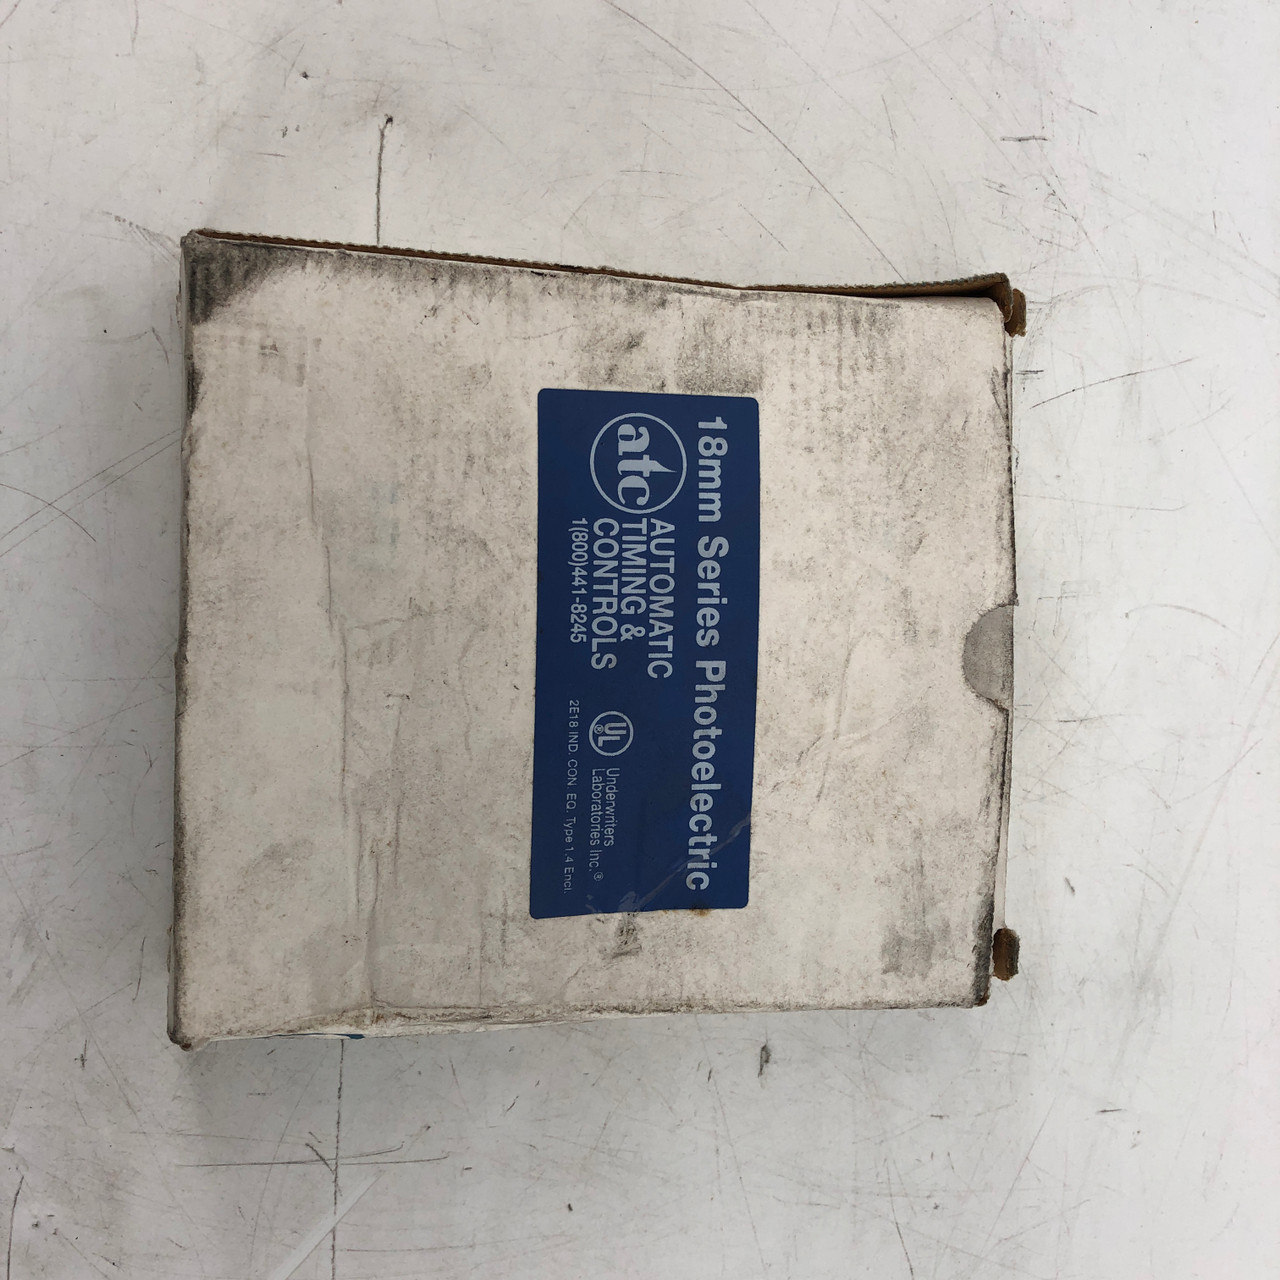 18mm Series Photoelectric
atc
AUTOMATIC
TIMING &
CONTROLS
1(800)441-8245
UL
®
Underwriters
Laboratories Inc.®
2E18 IND. CON. EQ. Type 1,4 Encl.